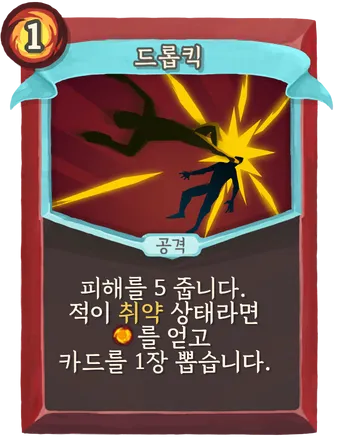 1
드롭킥
공격
피해를 5 줍니다.
적이 취약 상태라면
를 얻고
카드를 1장 뽑습니다.